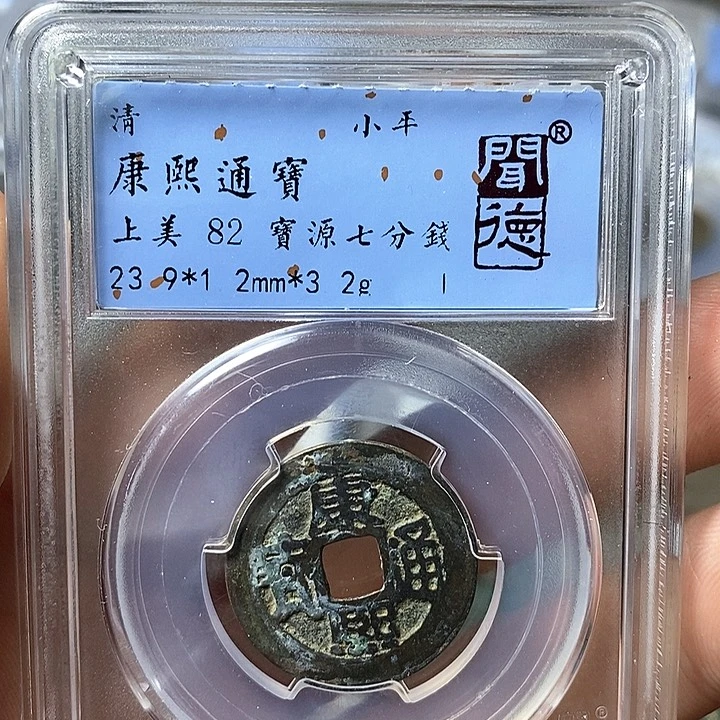 清 小平
康熙通寶
上美 82 寶源七分錢
23 9*1 2mm*3 2g
聞德®
康熙通寶